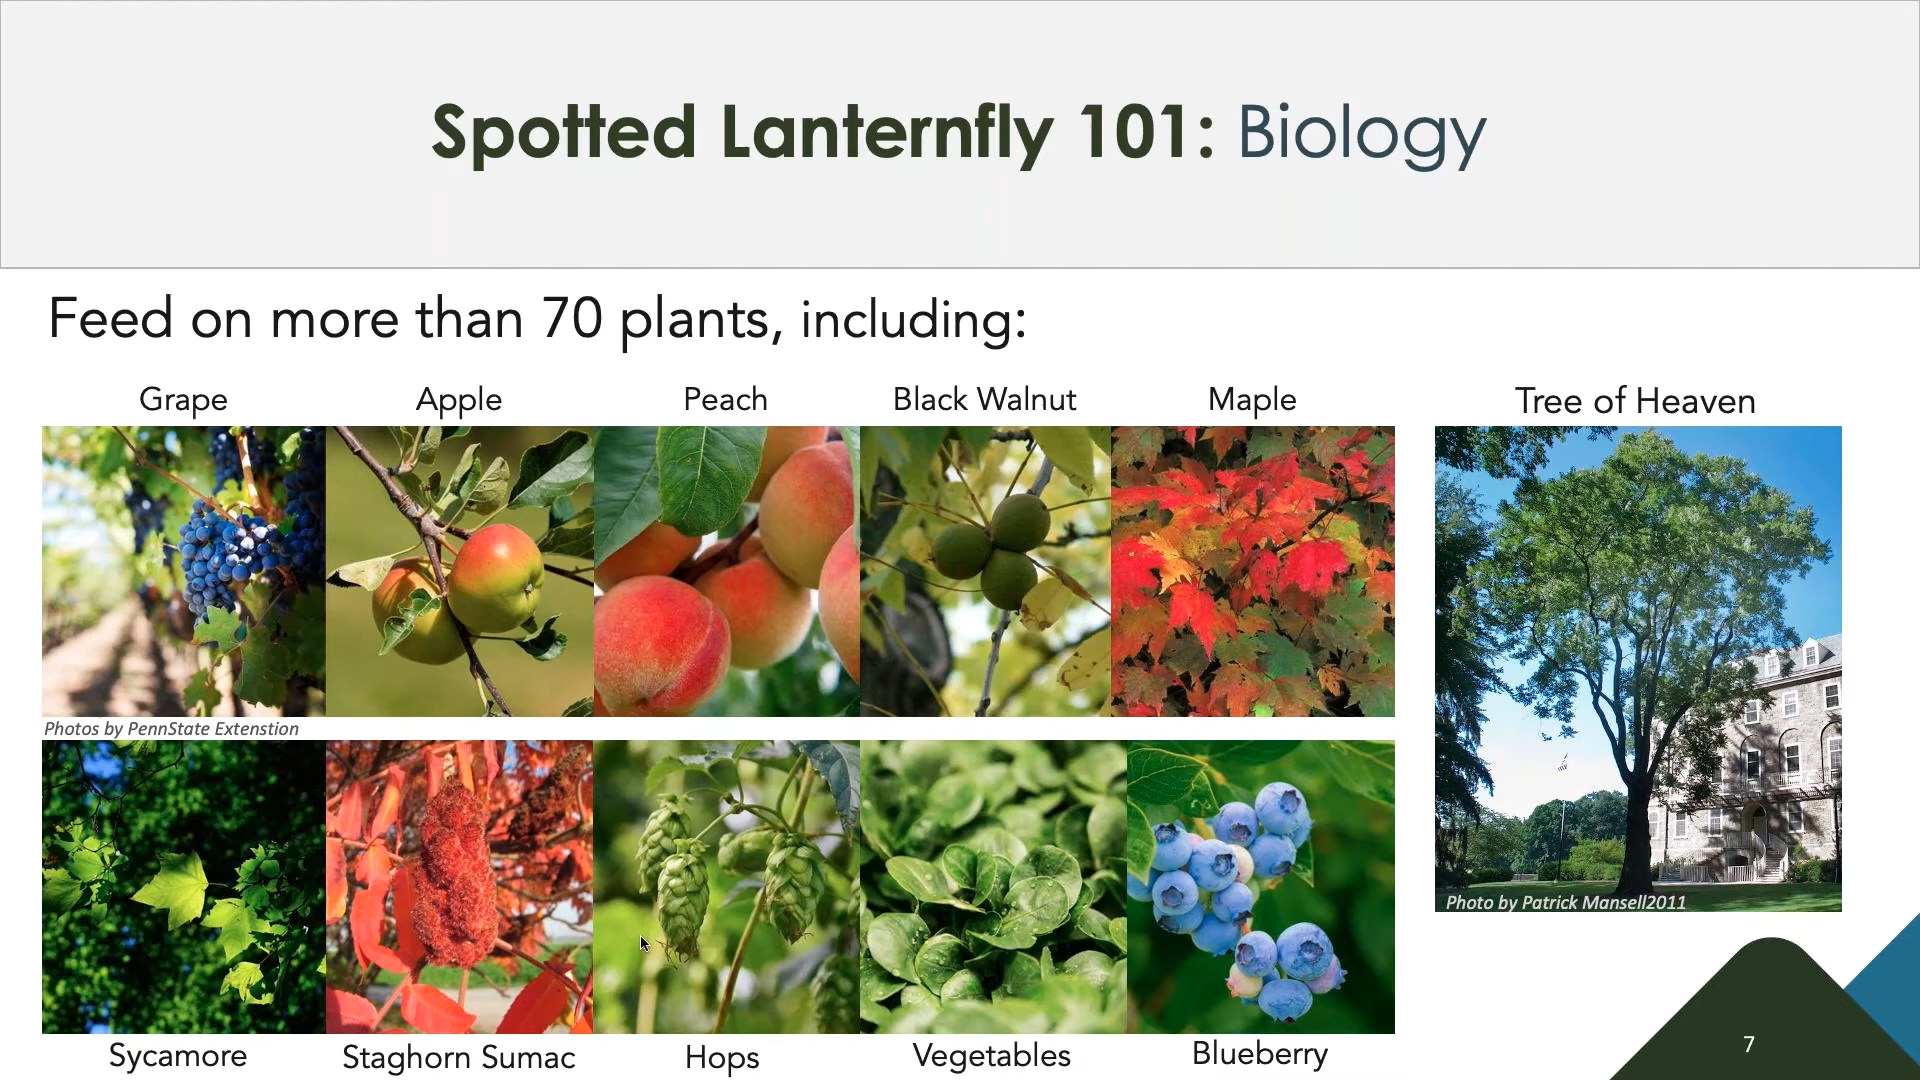 Spotted Lanternfly 101: Biology
Feed on more than 70 plants, including:
Grape
Apple
Peach
Black Walnut
Maple
Tree of Heaven
Photos by PennState Extenstion
Photo by Patrick Mansell2011
Sycamore
Staghorn Sumac
Hops
Vegetables
Blueberry
7